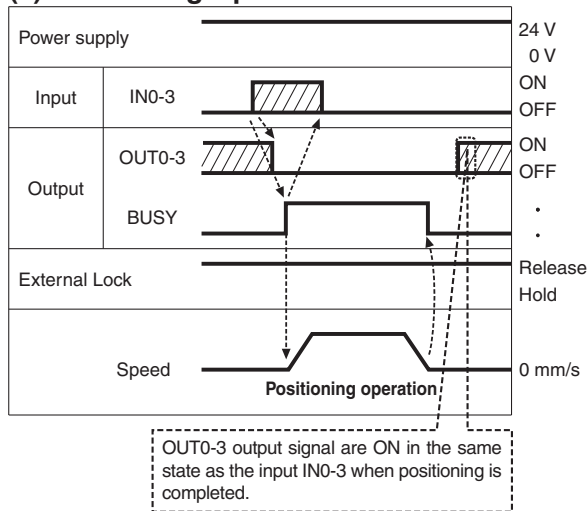 Power supply
24 V
0 V
Input
IN0-3
ON
OFF
Output
OUT0-3
ON
OFF
BUSY
External Lock
Release
Hold
Speed
0 mm/s
Positioning operation
OUT0-3 output signal are ON in the same
state as the input IN0-3 when positioning is
completed.